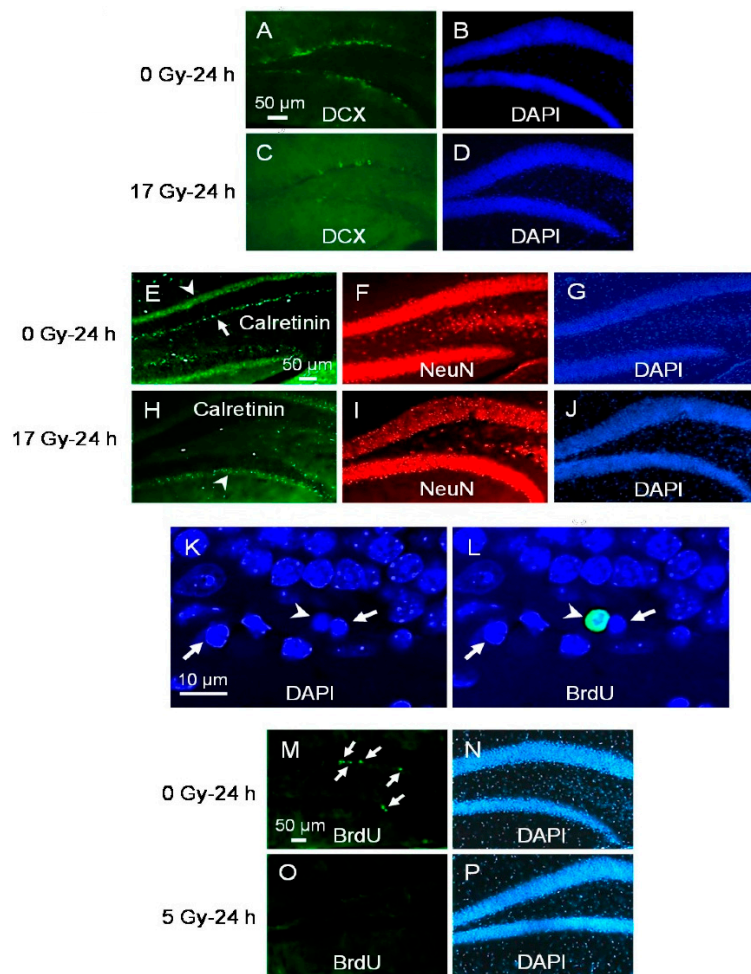 A
B
0 Gy-24 h
50 µm
DCX
DAPI
C
D
17 Gy-24 h
DCX
DAPI
E
F
G
0 Gy-24 h
Calretinin
50 µm
NeuN
DAPI
H
Calretinin
I
J
17 Gy-24 h
NeuN
DAPI
K
L
10 µm
DAPI
BrdU
M
N
0 Gy-24 h
50 µm
BrdU
DAPI
O
P
5 Gy-24 h
BrdU
DAPI